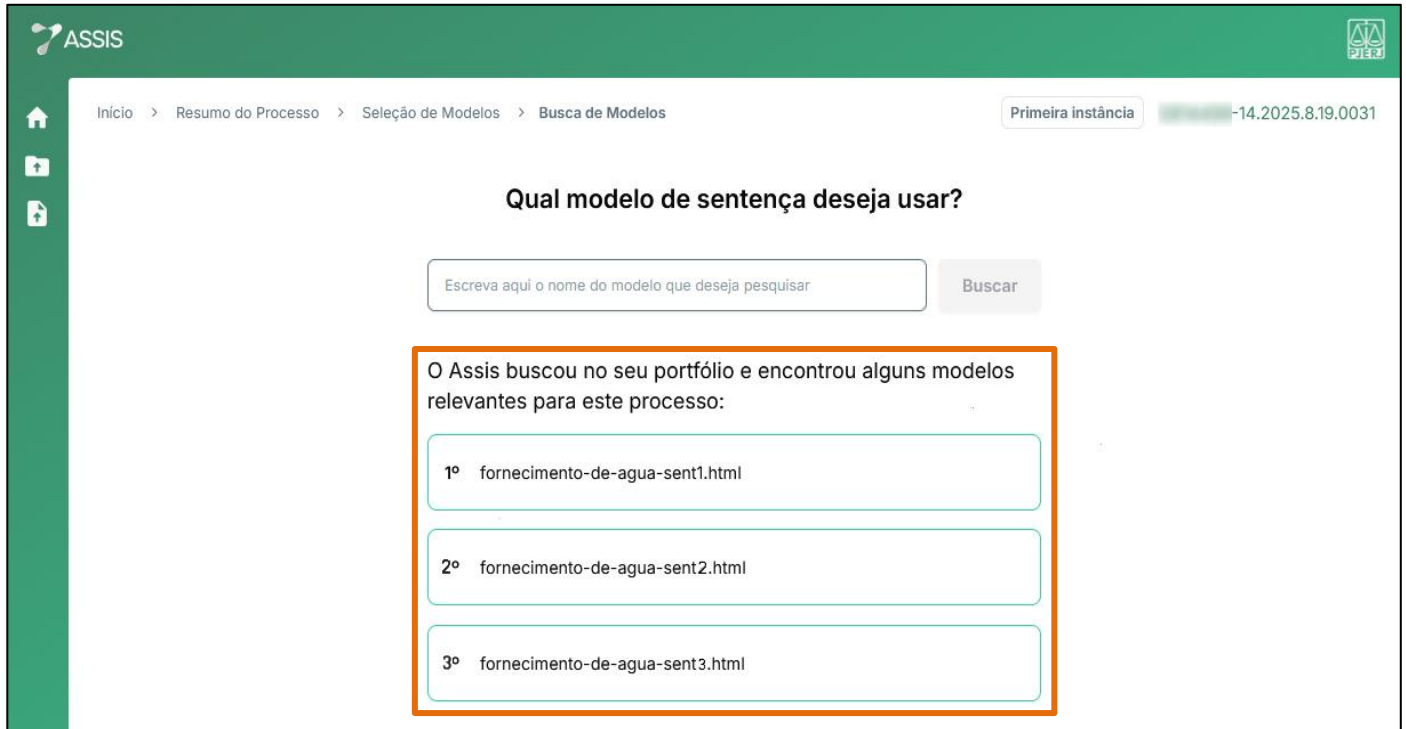 ASSIS
PJERJ
Início > Resumo do Processo > Seleção de Modelos > Busca de Modelos
Primeira instância
-14.2025.8.19.0031
Qual modelo de sentença deseja usar?
Escreva aqui o nome do modelo que deseja pesquisar
Buscar
O Assis buscou no seu portfólio e encontrou alguns modelos
relevantes para este processo:
1º fornecimento-de-agua-sent1.html
2º fornecimento-de-agua-sent2.html
3º fornecimento-de-agua-sent3.html